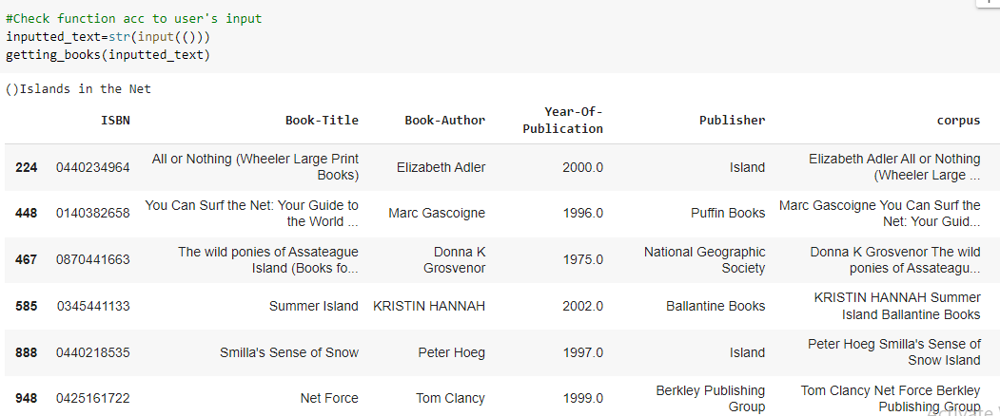 #Check function acc to user's input
inputted_text=str(input(()))
getting_books(inputted_text)
()Islands in the Net
ISBN Book-Title Book-Author Year-Of- Publisher corpus
Publication
224 0440234964 All or Nothing (Wheeler Large Print Elizabeth Adler 2000.0 Island Elizabeth Adler All or Nothing
Books) (Wheeler Large ...
448 0140382658 You Can Surf the Net: Your Guide to Marc Gascoigne 1996.0 Puffin Books Marc Gascoigne You Can Surf the
the World ... Net: Your Guid...
467 0870441663 The wild ponies of Assateague Donna K 1975.0 National Geographic Donna K Grosvenor The wild
Island (Books fo... Grosvenor Society ponies of Assateagu...
585 0345441133 Summer Island KRISTIN HANNAH 2002.0 Ballantine Books KRISTIN HANNAH Summer
Island Ballantine Books
888 0440218535 Smilla's Sense of Snow Peter Hoeg 1997.0 Island Peter Hoeg Smilla's Sense of
Snow Island
948 0425161722 Net Force Tom Clancy 1999.0 Berkley Publishing Tom Clancy Net Force Berkley
Group Publishing Group